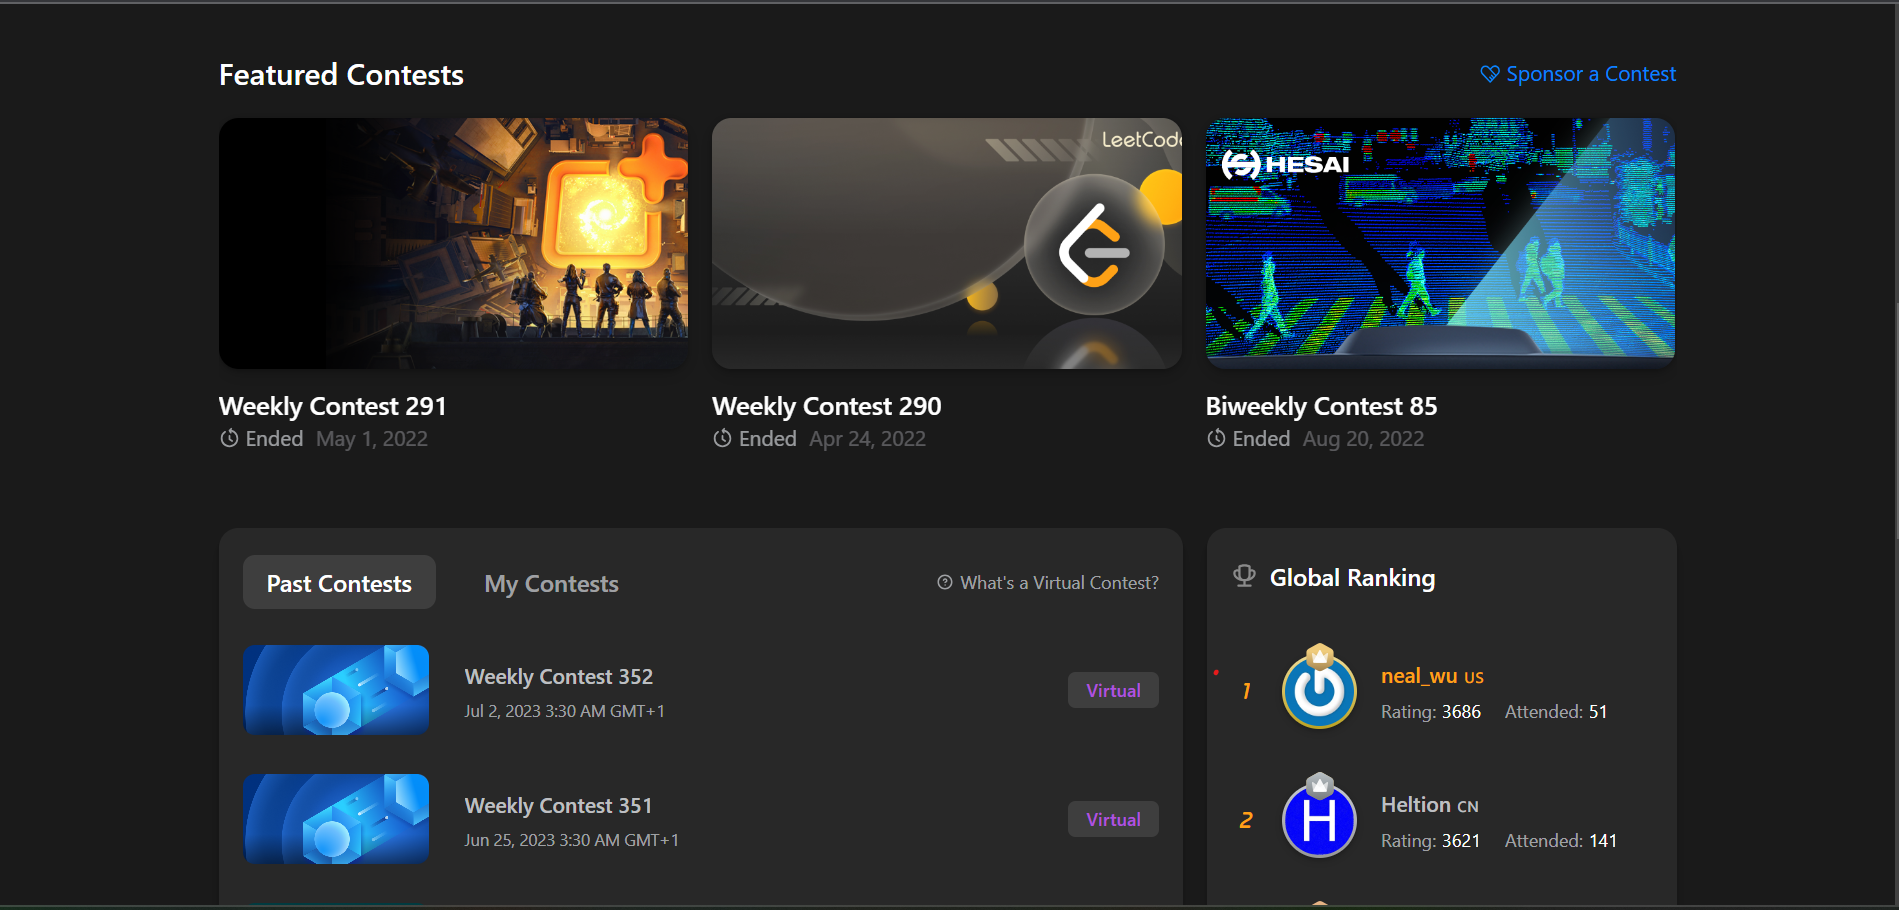 Featured Contests
Sponsor a Contest
LeetCode
HESAI
Weekly Contest 291
Ended May 1, 2022
Weekly Contest 290
Ended Apr 24, 2022
Biweekly Contest 85
Ended Aug 20, 2022
Past Contests
My Contests
What's a Virtual Contest?
Weekly Contest 352
Jul 2, 2023 3:30 AM GMT+1
Virtual
Weekly Contest 351
Jun 25, 2023 3:30 AM GMT+1
Virtual
Global Ranking
1
neal_wu US
Rating: 3686 Attended: 51
2
H
Heltion CN
Rating: 3621 Attended: 141